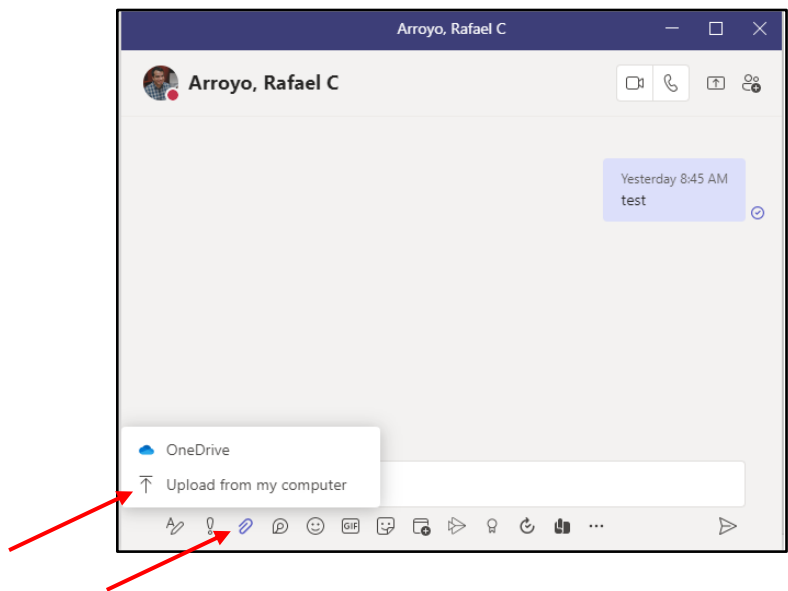 Arroyo, Rafael C
Arroyo, Rafael C
Yesterday 8:45 AM
test
OneDrive
Upload from my computer
GIF